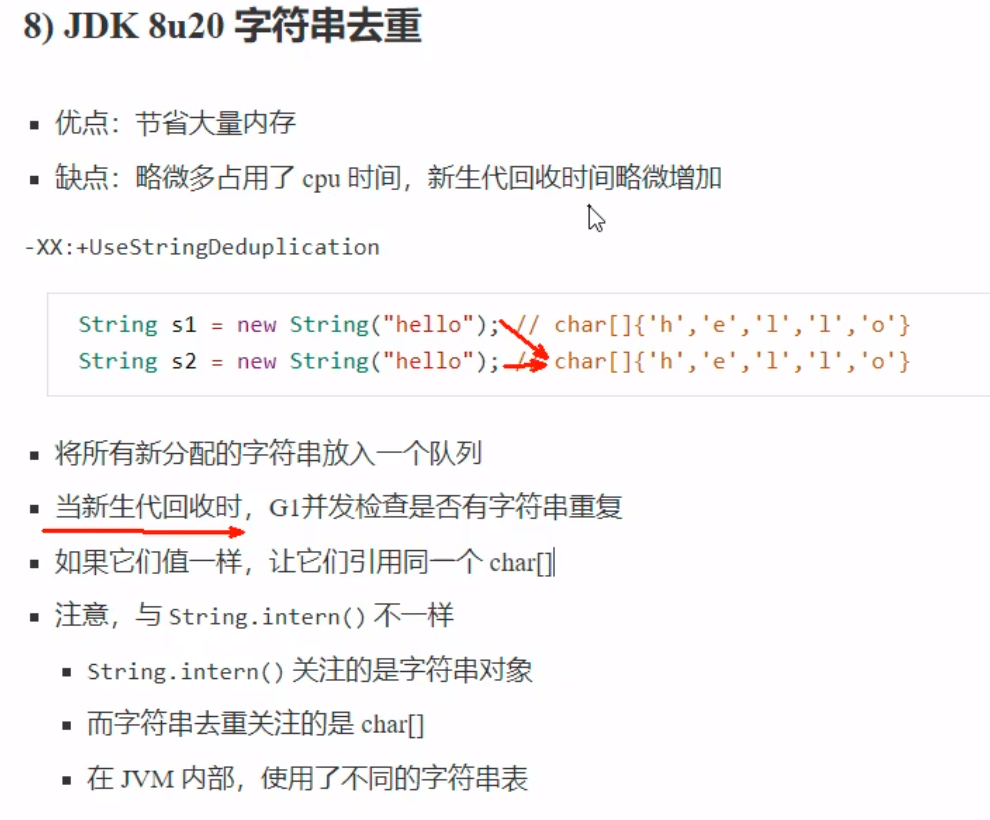 8) JDK 8u20 字符串去重
优点：节省大量内存
缺点：略微多占用了 cpu 时间，新生代回收时间略微增加
-XX:+UseStringDeduplication
String s1 = new String("hello"); // char[]{'h','e','l','l','o'}
String s2 = new String("hello"); // char[]{'h','e','l','l','o'}
将所有新分配的字符串放入一个队列
当新生代回收时，G1并发检查是否有字符串重复
如果它们值一样，让它们引用同一个 char[]
注意，与 String.intern() 不一样
String.intern() 关注的是字符串对象
而字符串去重关注的是 char[]
在 JVM 内部，使用了不同的字符串表